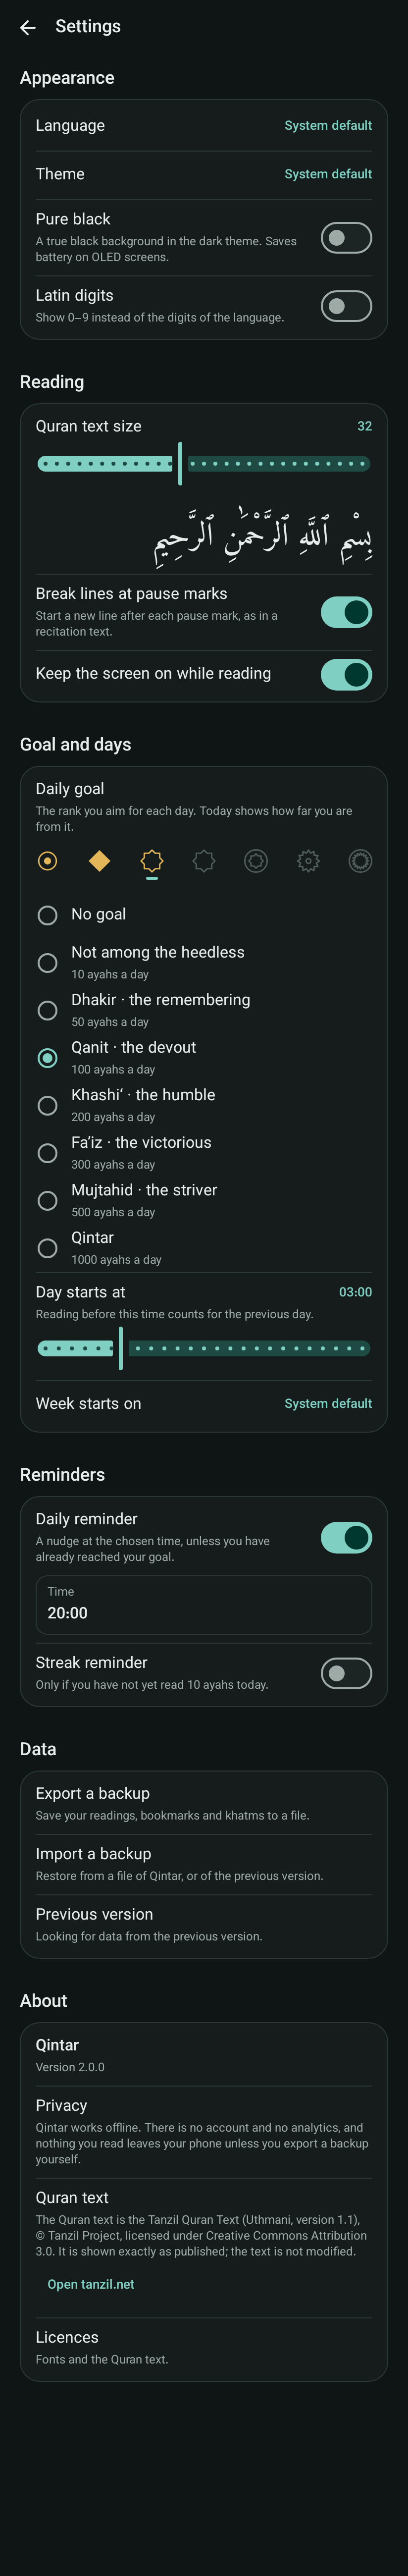 Settings
Appearance
Language
System default
Theme
System default
Pure black
A true black background in the dark theme. Saves
battery on OLED screens.
Latin digits
Show 0–9 instead of the digits of the language.
Reading
Quran text size
32
بِسْمِ ٱللَّهِ ٱلرَّحْمَٰنِ ٱلرَّحِيمِ
Break lines at pause marks
Start a new line after each pause mark, as in a
recitation text.
Keep the screen on while reading
Goal and days
Daily goal
The rank you aim for each day. Today shows how far you are
from it.
No goal
Not among the heedless
10 ayahs a day
Dhakir · the remembering
50 ayahs a day
Qanit · the devout
100 ayahs a day
Khashi‘ · the humble
200 ayahs a day
Fa’iz · the victorious
300 ayahs a day
Mujtahid · the striver
500 ayahs a day
Qintar
1000 ayahs a day
Day starts at
03:00
Reading before this time counts for the previous day.
Week starts on
System default
Reminders
Daily reminder
A nudge at the chosen time, unless you have
already reached your goal.
Time
20:00
Streak reminder
Only if you have not yet read 10 ayahs today.
Data
Export a backup
Save your readings, bookmarks and khatms to a file.
Import a backup
Restore from a file of Qintar, or of the previous version.
Previous version
Looking for data from the previous version.
About
Qintar
Version 2.0.0
Privacy
Qintar works offline. There is no account and no analytics, and
nothing you read leaves your phone unless you export a backup
yourself.
Quran text
The Quran text is the Tanzil Quran Text (Uthmani, version 1.1),
© Tanzil Project, licensed under Creative Commons Attribution
3.0. It is shown exactly as published; the text is not modified.
Open tanzil.net
Licences
Fonts and the Quran text.